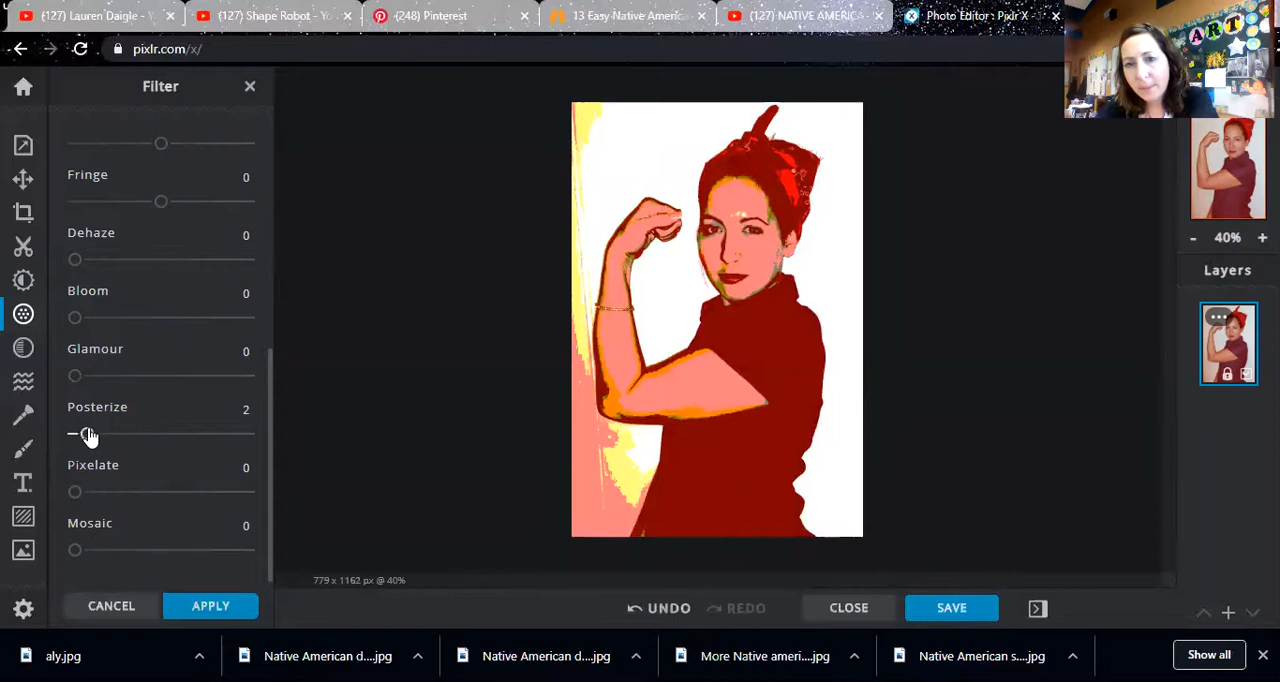 (127) Lauren Daigle - Y
(127) Shape Robot - Yo
(248) Pinterest
13 Easy Native Americ
(127) NATIVE AMERICA
Photo Editor : Pixlr X -
pixlr.com/x/
ART
Filter
Fringe 0
Dehaze 0
Bloom 0
Glamour 0
Posterize 2
Pixelate 0
Mosaic 0
CANCEL APPLY
779 x 1162 px @ 40%
UNDO REDO CLOSE SAVE
- 40% +
Layers
aly.jpg
Native American d....jpg
Native American d....jpg
More Native ameri....jpg
Native American s....jpg
Show all